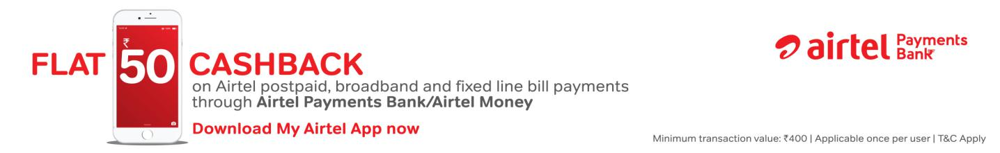 FLAT ₹50 CASHBACK
on Airtel postpaid, broadband and fixed line bill payments
through Airtel Payments Bank/Airtel Money
Download My Airtel App now
airtel Payments
Bank
Minimum transaction value: ₹400 | Applicable once per user | T&C Apply